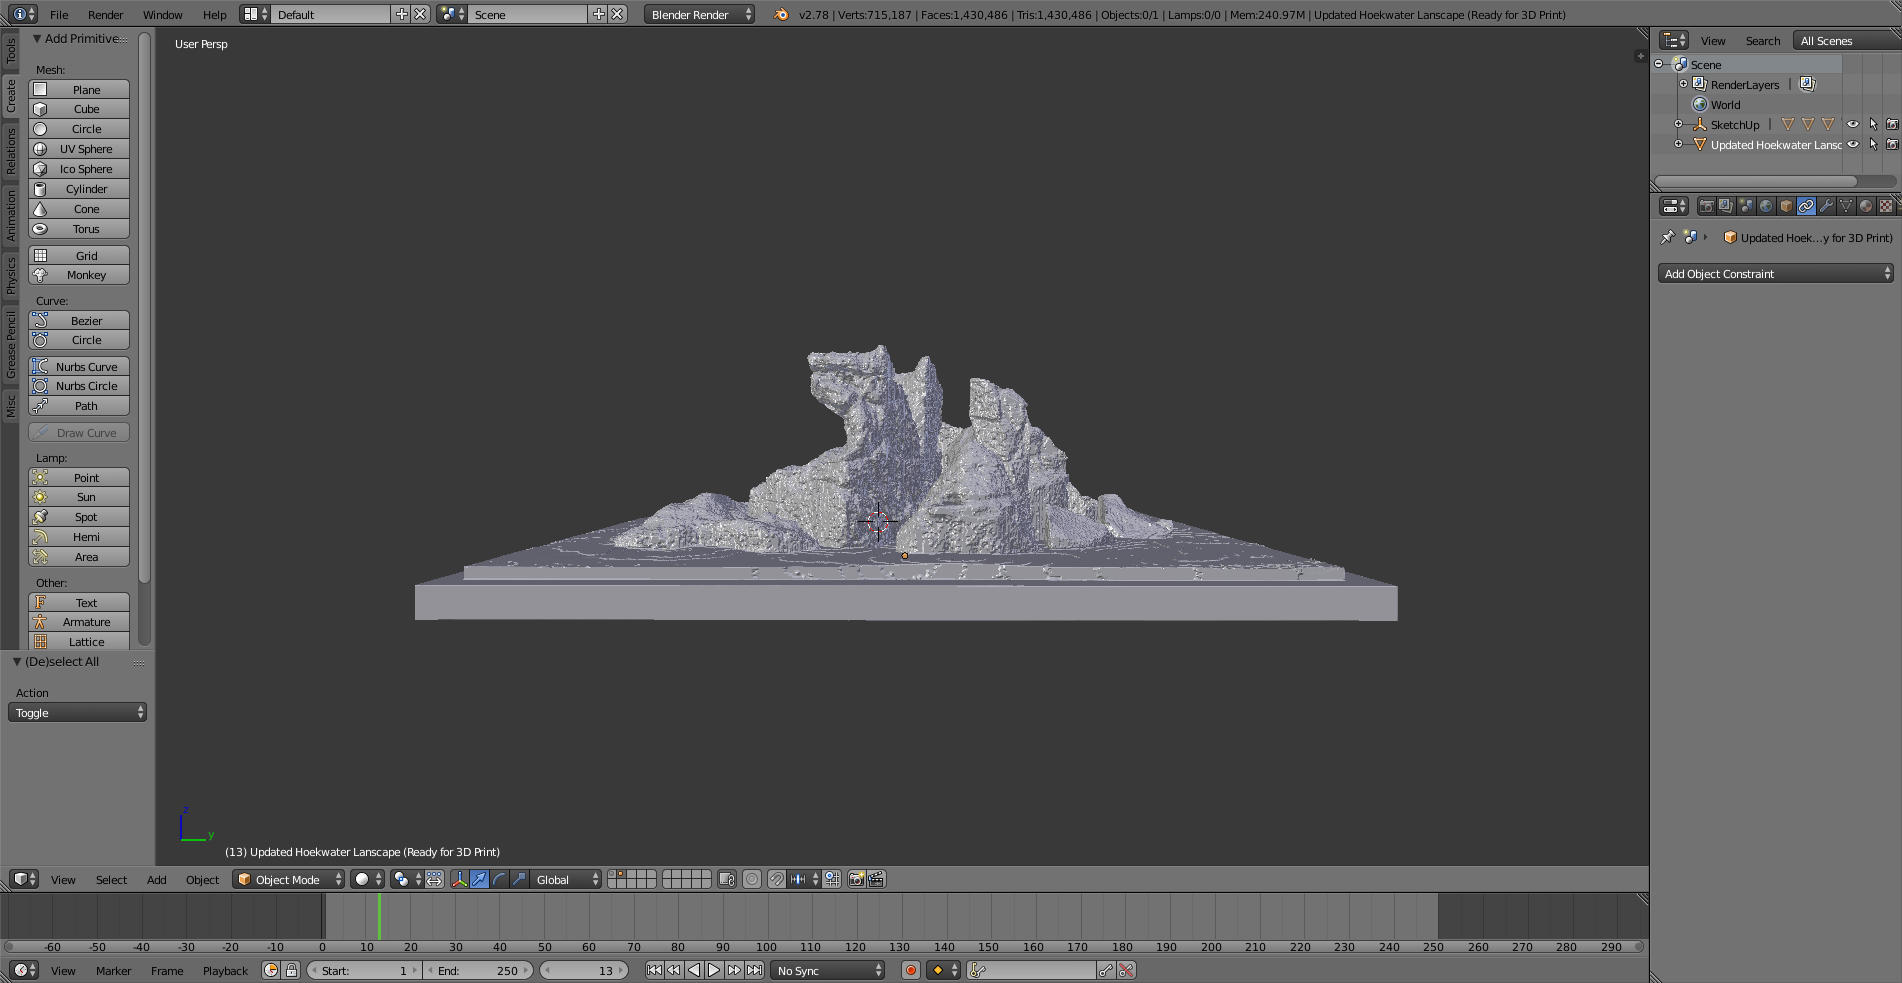 File Render Window Help Default Scene Blender Render v2.78 | Verts:715,187 | Faces:1,430,486 | Tris:1,430,486 | Objects:0/1 | Lamps:0/0 | Mem:240.97M | Updated Hoekwater Lanscape (Ready for 3D Print)
Tools
Create
Relations
Animation
Physics
Grease Pencil
Misc
Add Primitive
Mesh:
Plane
Cube
Circle
UV Sphere
Ico Sphere
Cylinder
Cone
Torus
Grid
Monkey
Curve:
Bezier
Circle
Nurbs Curve
Nurbs Circle
Path
Draw Curve
Lamp:
Point
Sun
Spot
Hemi
Area
Other:
Text
Armature
Lattice
(De)select All
Action
Toggle
User Persp
z
y
(13) Updated Hoekwater Lanscape (Ready for 3D Print)
View Search All Scenes
Scene
RenderLayers |
World
SketchUp |
Updated Hoekwater Lansc
Updated Hoek...y for 3D Print)
Add Object Constraint
View Select Add Object Object Mode Global
-60 -50 -40 -30 -20 -10 0 10 20 30 40 50 60 70 80 90 100 110 120 130 140 150 160 170 180 190 200 210 220 230 240 250 260 270 280 290
View Marker Frame Playback Start: 1 End: 250 13 No Sync